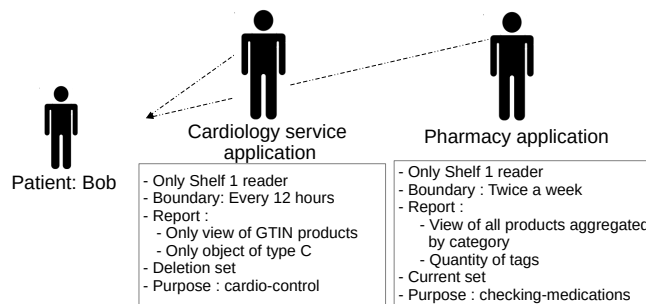 Patient: Bob
Cardiology service
application
- Only Shelf 1 reader
- Boundary: Every 12 hours
- Report :
- Only view of GTIN products
- Only object of type C
- Deletion set
- Purpose : cardio-control
Pharmacy application
- Only Shelf 1 reader
- Boundary : Twice a week
- Report :
- View of all products aggregated
by category
- Quantity of tags
- Current set
- Purpose : checking-medications